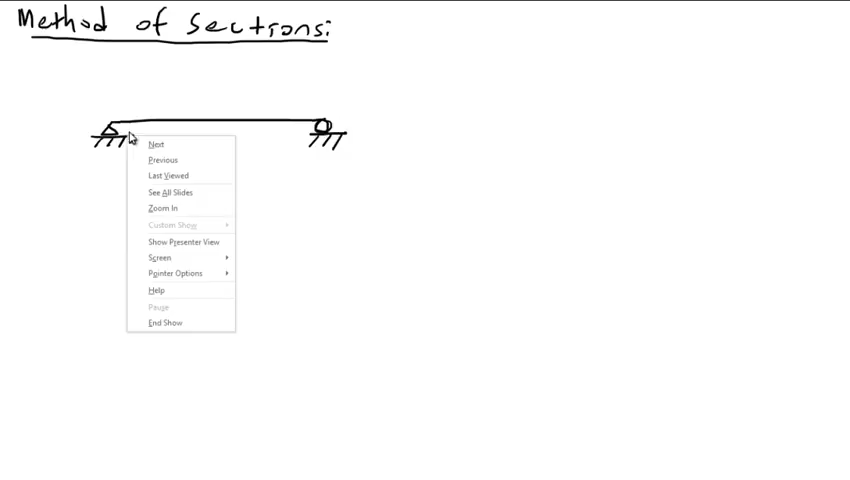 Method of Sections:
Next
Previous
Last Viewed
See All Slides
Zoom In
Custom Show
Show Presenter View
Screen
Pointer Options
Help
Pause
End Show